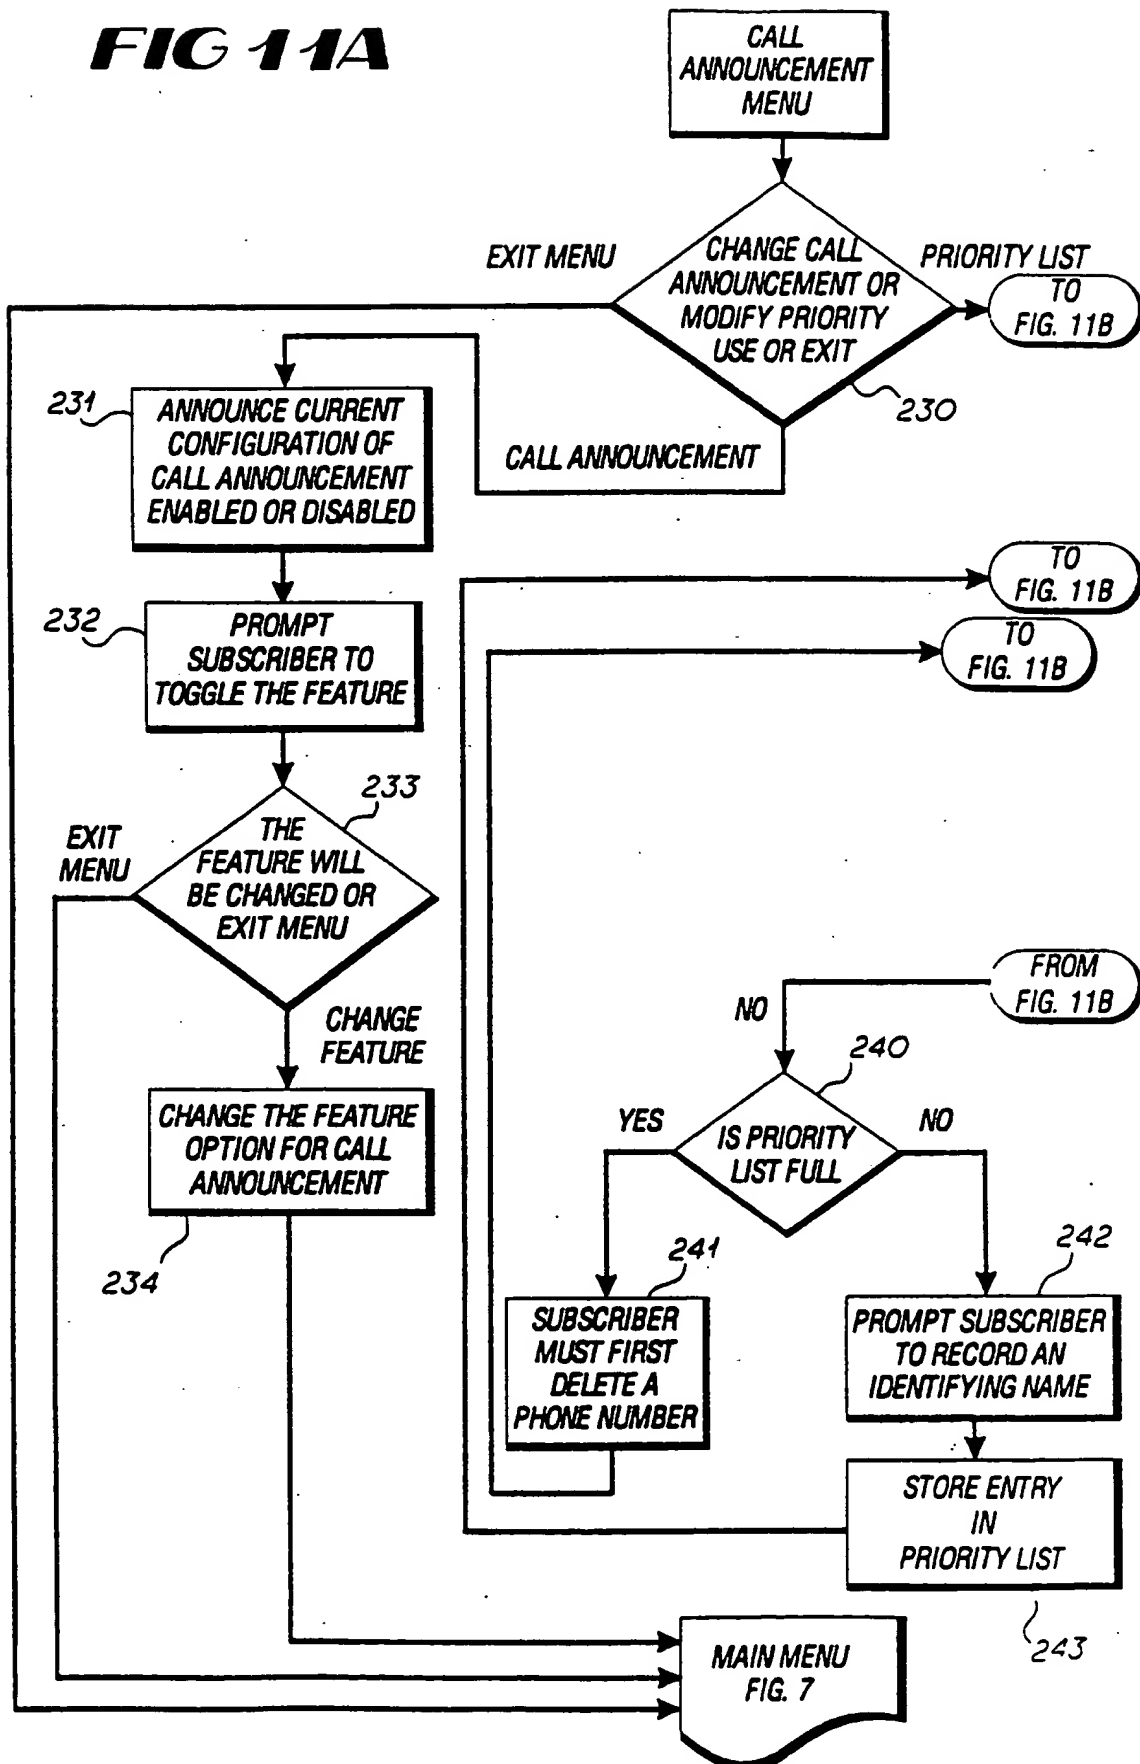 FIG 11A
CALL
ANNOUNCEMENT
MENU
EXIT MENU
CHANGE CALL
ANNOUNCEMENT OR
MODIFY PRIORITY
USE OR EXIT
PRIORITY LIST
TO
FIG. 11B
230
CALL ANNOUNCEMENT
231
ANNOUNCE CURRENT
CONFIGURATION OF
CALL ANNOUNCEMENT
ENABLED OR DISABLED
TO
FIG. 11B
232
PROMPT
SUBSCRIBER TO
TOGGLE THE FEATURE
TO
FIG. 11B
233
EXIT
MENU
THE
FEATURE WILL
BE CHANGED OR
EXIT MENU
CHANGE
FEATURE
FROM
FIG. 11B
NO
240
YES
IS PRIORITY
LIST FULL
NO
CHANGE THE FEATURE
OPTION FOR CALL
ANNOUNCEMENT
234
241
SUBSCRIBER
MUST FIRST
DELETE A
PHONE NUMBER
242
PROMPT SUBSCRIBER
TO RECORD AN
IDENTIFYING NAME
STORE ENTRY
IN
PRIORITY LIST
243
MAIN MENU
FIG. 7